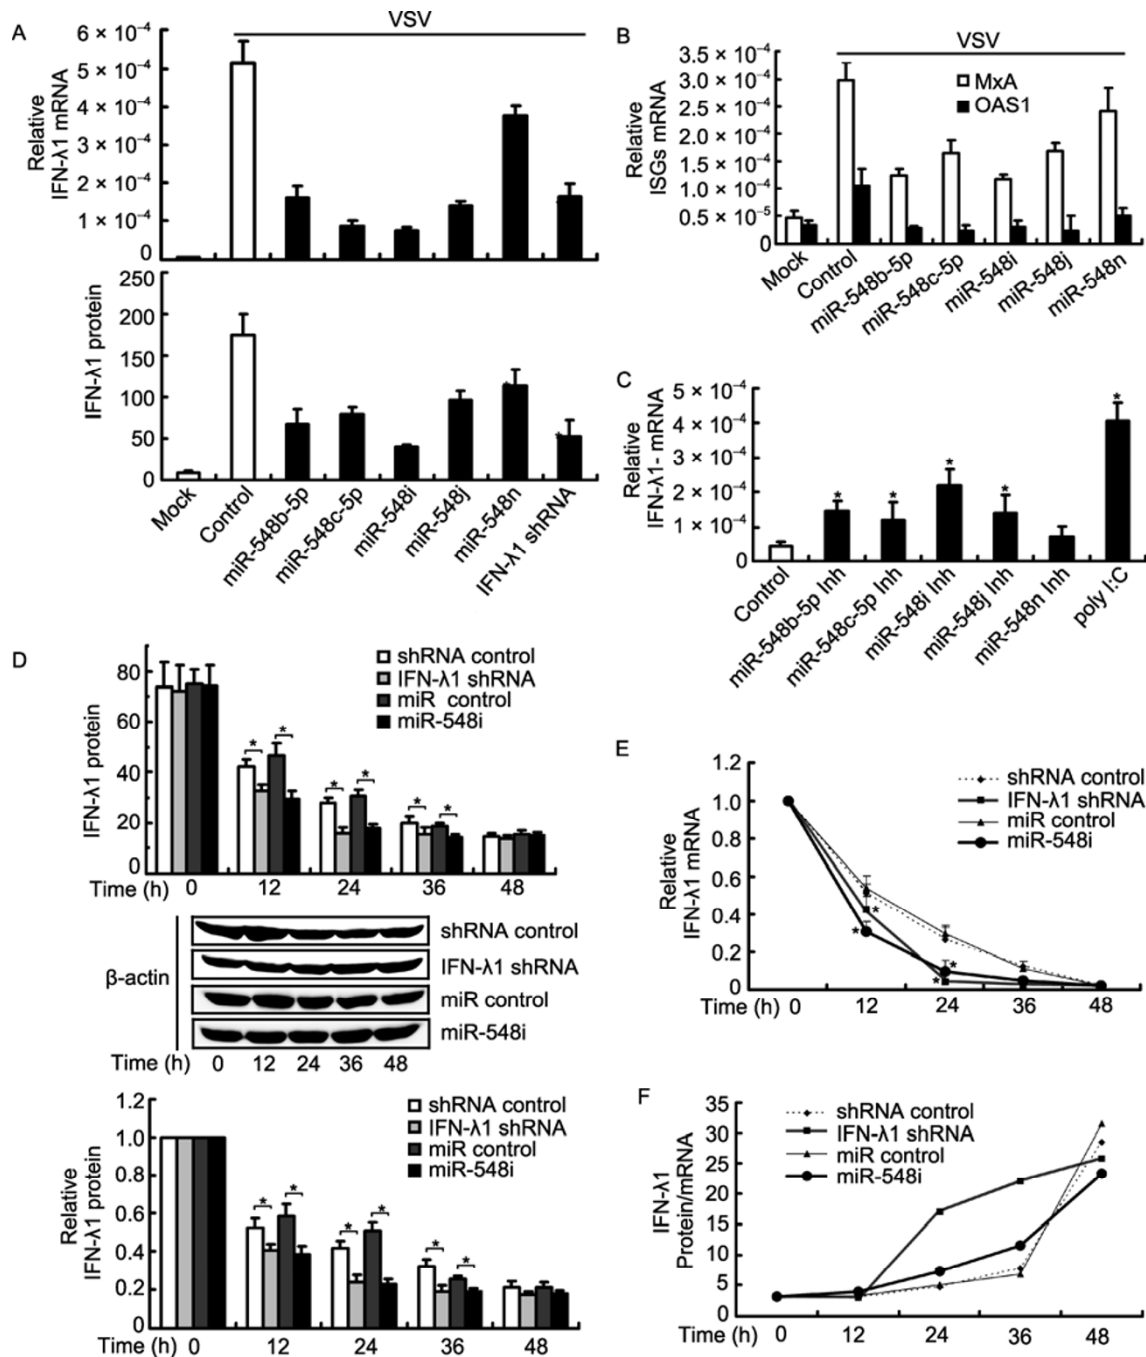 A
VSV
Relative
IFN-λ1 mRNA
6 × 10⁻⁴
5 × 10⁻⁴
4 × 10⁻⁴
3 × 10⁻⁴
2 × 10⁻⁴
1 × 10⁻⁴
0
IFN-λ1 protein
250
200
150
100
50
0
Mock
Control
miR-548b-5p
miR-548c-5p
miR-548i
miR-548j
miR-548n
IFN-λ1 shRNA
B
VSV
Relative
ISGs mRNA
3.5 × 10⁻⁴
2.5 × 10⁻⁴
2.0 × 10⁻⁴
1.5 × 10⁻⁴
1.0 × 10⁻⁴
0.5 × 10⁻⁵
0
MxA
OAS1
Mock
Control
miR-548b-5p
miR-548c-5p
miR-548i
miR-548j
miR-548n
C
Relative
IFN-λ1- mRNA
5 × 10⁻⁴
4 × 10⁻⁴
3 × 10⁻⁴
2 × 10⁻⁴
1 × 10⁻⁴
0
* * * * *
Control
miR-548b-5p Inh
miR-548c-5p Inh
miR-548i Inh
miR-548j Inh
miR-548n Inh
poly I:C
D
IFN-λ1 protein
80
60
40
20
0
shRNA control
IFN-λ1 shRNA
miR control
miR-548i
* * * * * *
Time (h) 0 12 24 36 48
β-actin
shRNA control
IFN-λ1 shRNA
miR control
miR-548i
Time (h) 0 12 24 36 48
Relative
IFN-λ1 protein
1.2
1.0
0.8
0.6
0.4
0.2
0
shRNA control
IFN-λ1 shRNA
miR control
miR-548i
* * * * * *
Time (h) 0 12 24 36 48
E
Relative
IFN-λ1 mRNA
1.2
1.0
0.8
0.6
0.4
0.2
0
shRNA control
IFN-λ1 shRNA
miR control
miR-548i
* * * *
Time (h) 0 12 24 36 48
F
IFN-λ1
Protein/mRNA
35
30
25
20
15
10
5
0
shRNA control
IFN-λ1 shRNA
miR control
miR-548i
Time (h) 0 12 24 36 48